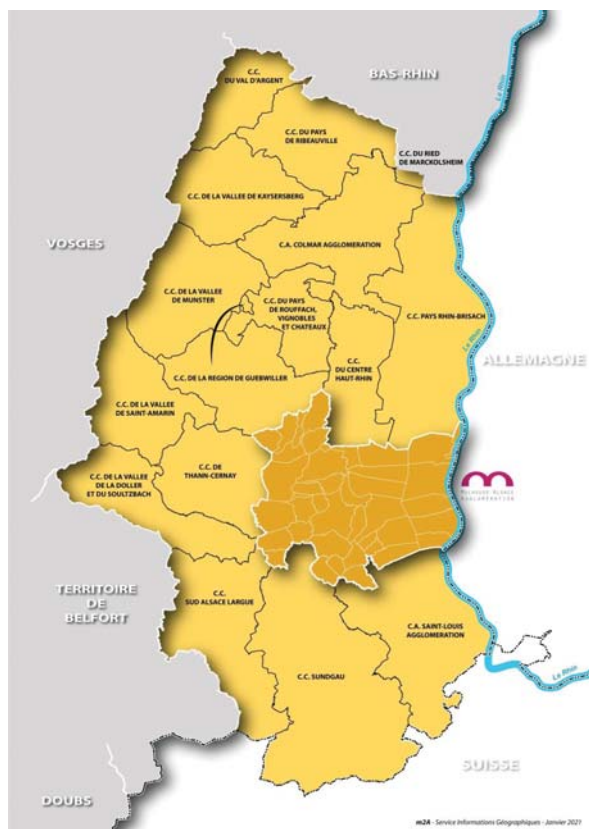 C.C.
DU VAL D'ARGENT
BAS-RHIN
Le Rhin
C.C. DU PAYS
DE RIBEAUVILLE
C.C. DU RIED
DE MARCKOLSHEIM
C.C. DE LA VALLEE DE KAYSERSBERG
VOSGES
C.A. COLMAR AGGLOMERATION
C.C. DE LA VALLEE
DE MUNSTER
C.C. DU PAYS
DE ROUFFACH,
VIGNOBLES
ET CHATEAUX
C.C. PAYS RHIN-BRISACH
Le Rhin
ALLEMAGNE
C.C.
DU CENTRE
HAUT-RHIN
C.C. DE LA REGION DE GUEBWILLER
C.C. DE LA VALLEE
DE SAINT-AMARIN
C.C. DE LA VALLEE
DE LA DOLLER
ET DU SOULTZBACH
C.C. DE
THANN-CERNAY
m
MULHOUSE ALSACE
AGGLOMÉRATION
TERRITOIRE
DE
BELFORT
C.C.
SUD ALSACE LARGUE
C.A. SAINT-LOUIS
AGGLOMERATION
C.C. SUNDGAU
Le Rhin
SUISSE
DOUBS
m2A - Service Informations Géographiques - Janvier 2021